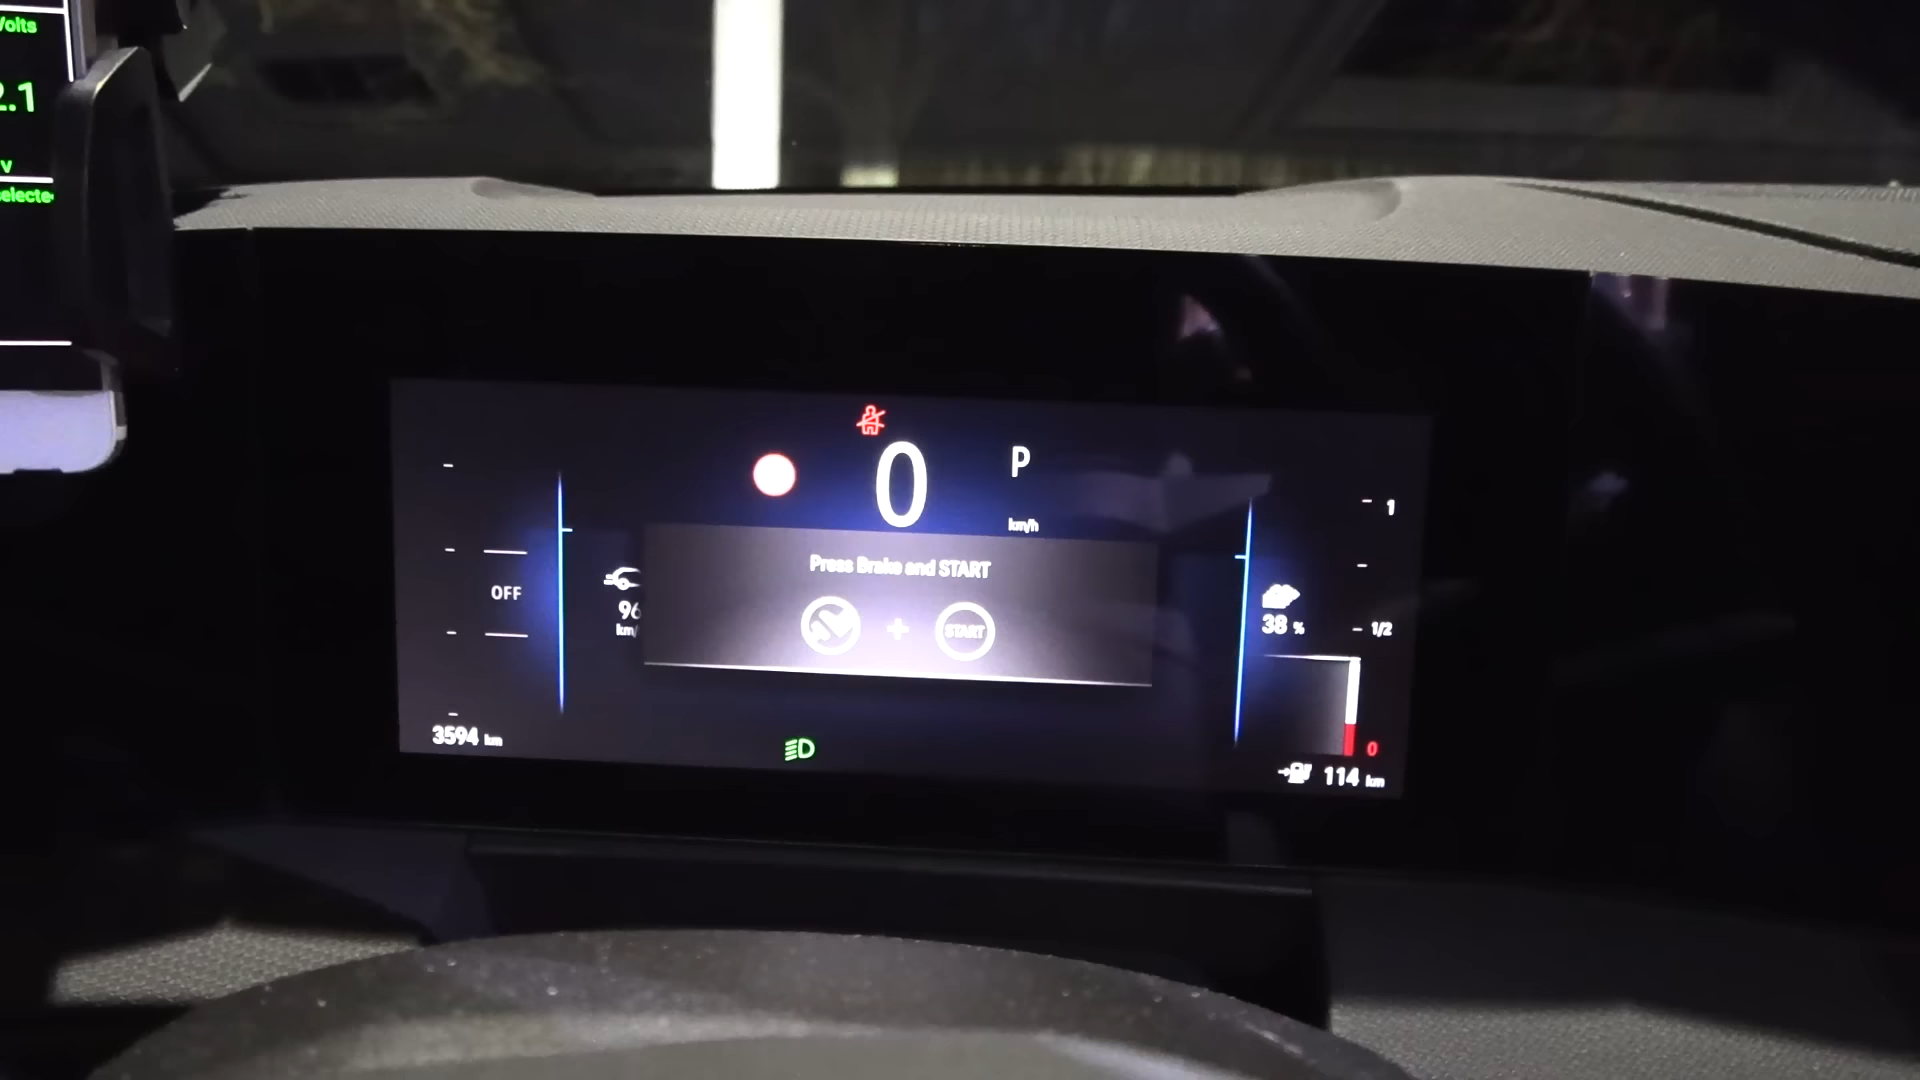 Volts
2.1
V
0
P
km/h
1
Press Brake and START
OFF
96
km/
START
38 %
1/2
3594 km
0
114 km